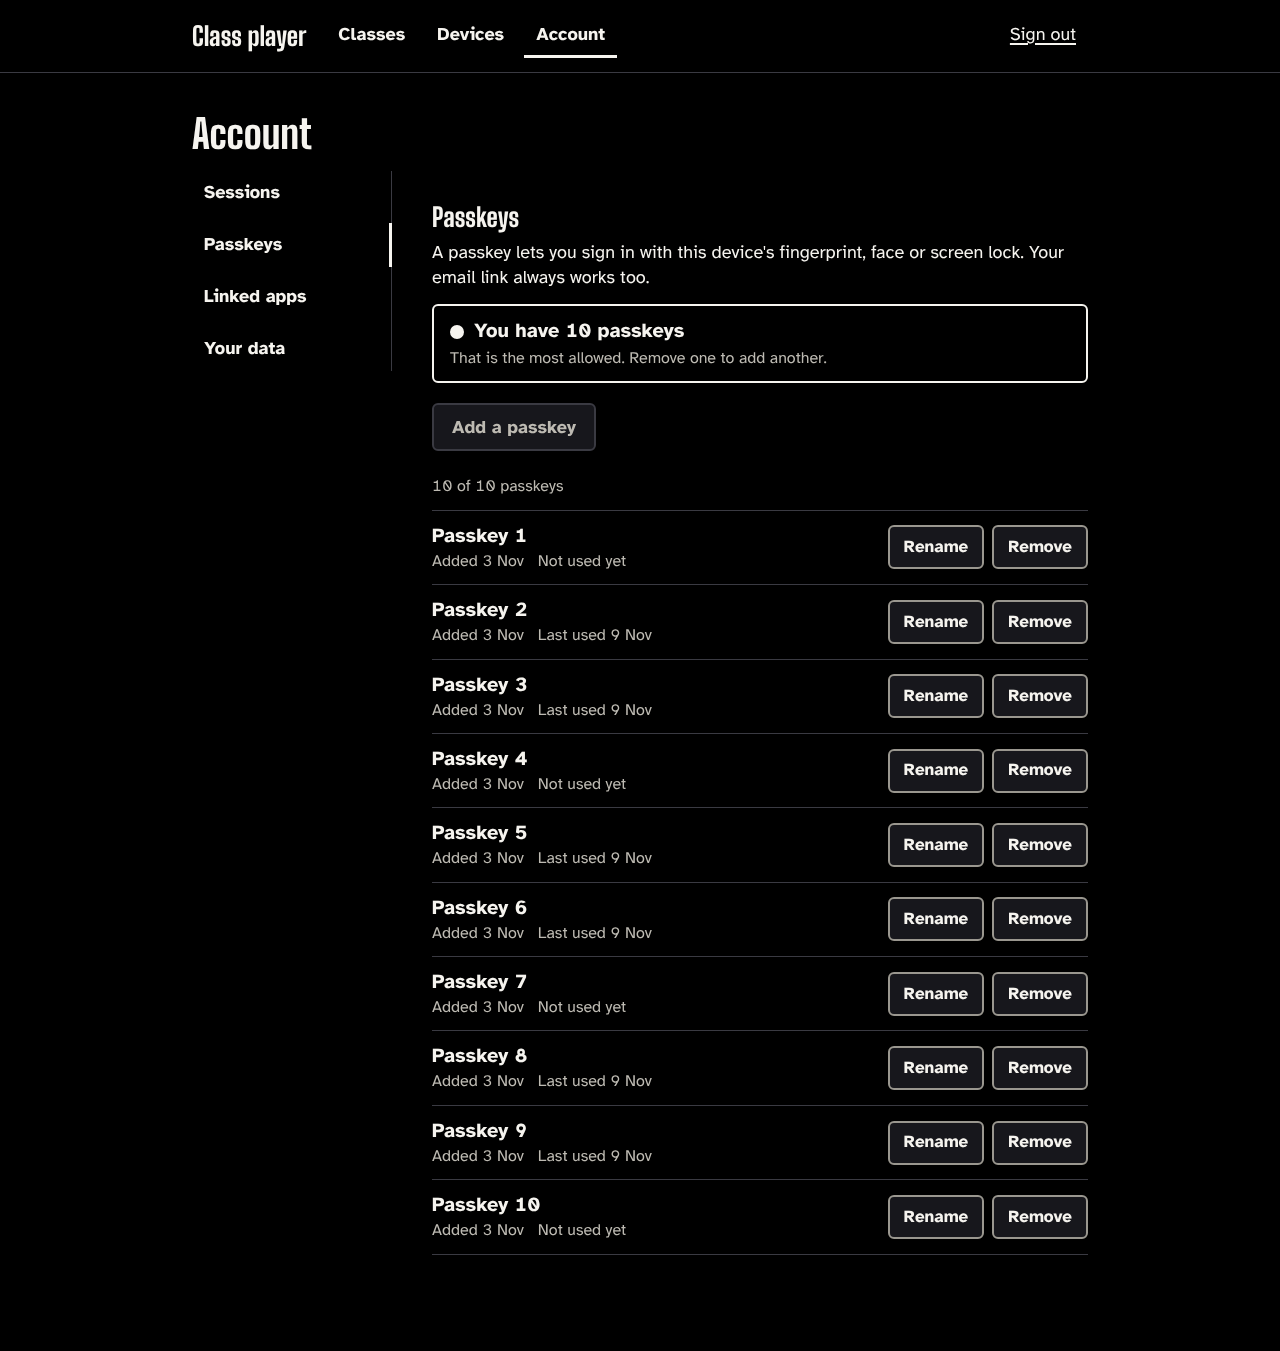 Class player Classes Devices Account Sign out
Account
Sessions
Passkeys
Linked apps
Your data
Passkeys
A passkey lets you sign in with this device's fingerprint, face or screen lock. Your
email link always works too.
You have 10 passkeys
That is the most allowed. Remove one to add another.
Add a passkey
10 of 10 passkeys
Passkey 1
Added 3 Nov Not used yet
Rename Remove
Passkey 2
Added 3 Nov Last used 9 Nov
Rename Remove
Passkey 3
Added 3 Nov Last used 9 Nov
Rename Remove
Passkey 4
Added 3 Nov Not used yet
Rename Remove
Passkey 5
Added 3 Nov Last used 9 Nov
Rename Remove
Passkey 6
Added 3 Nov Last used 9 Nov
Rename Remove
Passkey 7
Added 3 Nov Not used yet
Rename Remove
Passkey 8
Added 3 Nov Last used 9 Nov
Rename Remove
Passkey 9
Added 3 Nov Last used 9 Nov
Rename Remove
Passkey 10
Added 3 Nov Not used yet
Rename Remove